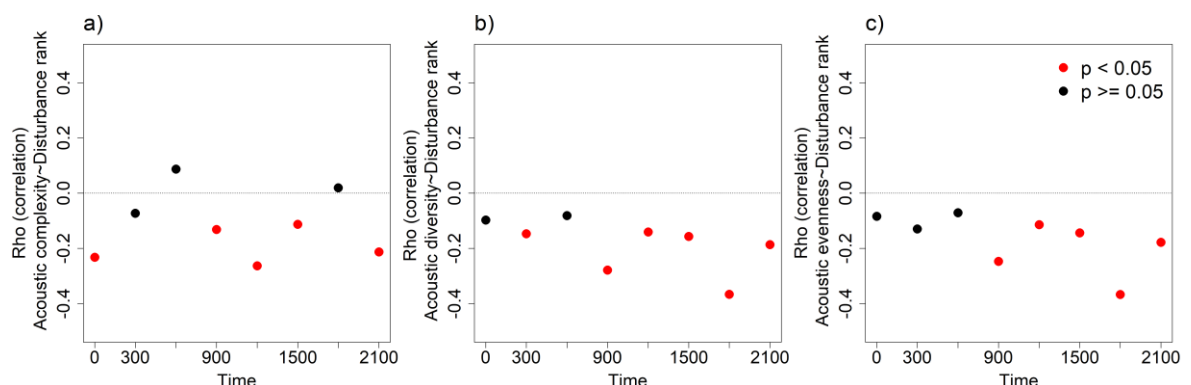 a)
Rho (correlation)
Acoustic complexity~Disturbance rank
0.4
0.2
0.0
-0.2
-0.4
0 300 900 1500 2100
Time
b)
Rho (correlation)
Acoustic diversity~Disturbance rank
0.4
0.2
0.0
-0.2
-0.4
0 300 900 1500 2100
Time
c)
Rho (correlation)
Acoustic evenness~Disturbance rank
0.4
0.2
0.0
-0.2
-0.4
p < 0.05
p >= 0.05
0 300 900 1500 2100
Time